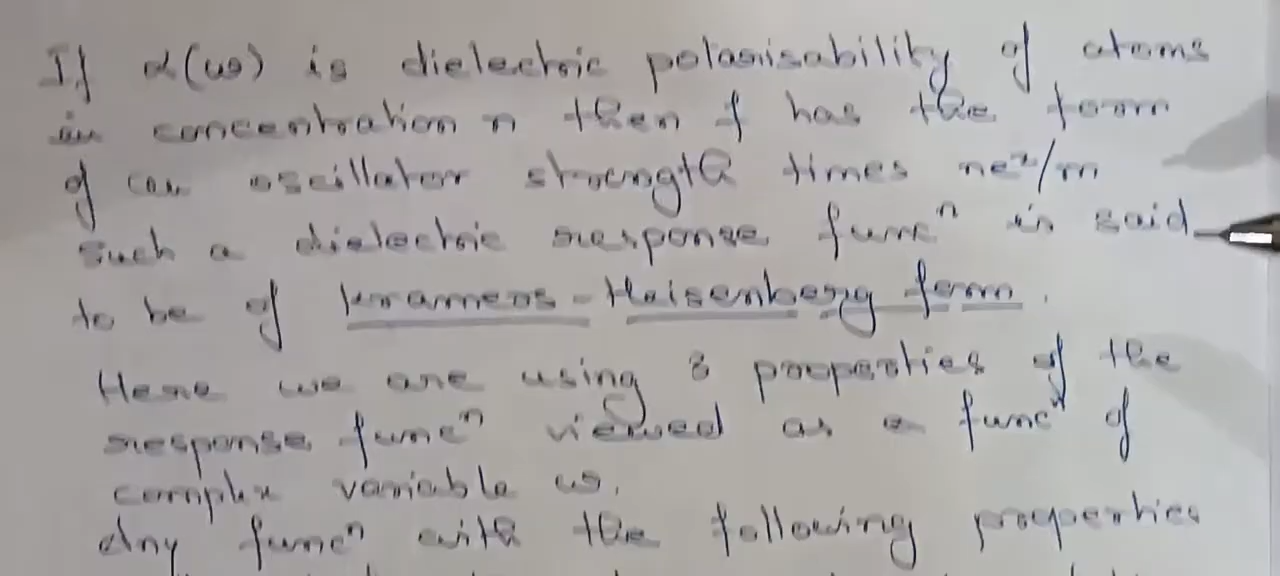 If α(ω) is dielectric polarisability of atoms
in concentration n then f has the form
of an oscillator strength times ne²/m
Such a dielectric response funcⁿ is said
to be of Kramers-Heisenberg form.
Here we are using 3 properties of the
response funcⁿ viewed as a funcⁿ of
complex variable ω.
Any funcⁿ with the following properties